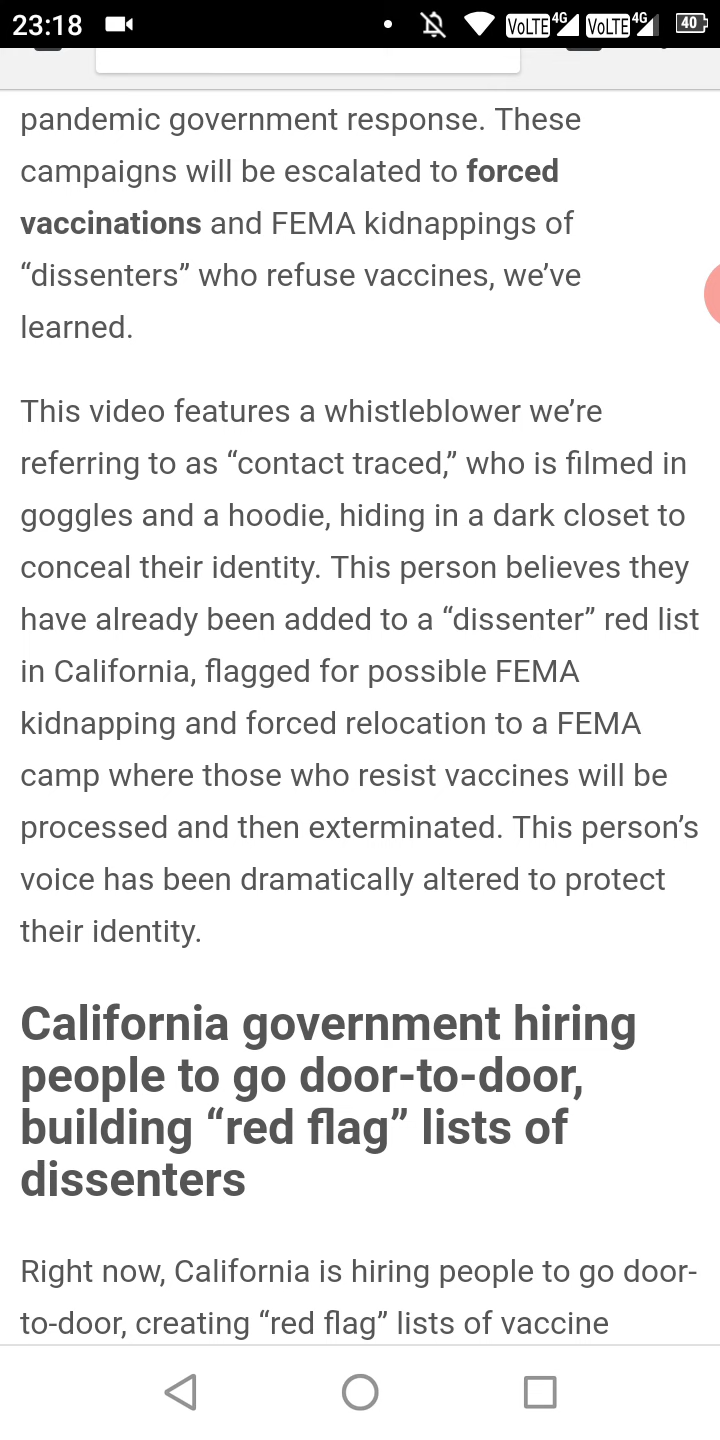 23:18
VoLTE 4G VoLTE 4G 40
pandemic government response. These
campaigns will be escalated to forced
vaccinations and FEMA kidnappings of
“dissenters” who refuse vaccines, we’ve
learned.
This video features a whistleblower we’re
referring to as “contact traced,” who is filmed in
goggles and a hoodie, hiding in a dark closet to
conceal their identity. This person believes they
have already been added to a “dissenter” red list
in California, flagged for possible FEMA
kidnapping and forced relocation to a FEMA
camp where those who resist vaccines will be
processed and then exterminated. This person’s
voice has been dramatically altered to protect
their identity.
California government hiring
people to go door-to-door,
building “red flag” lists of
dissenters
Right now, California is hiring people to go door-
to-door, creating “red flag” lists of vaccine